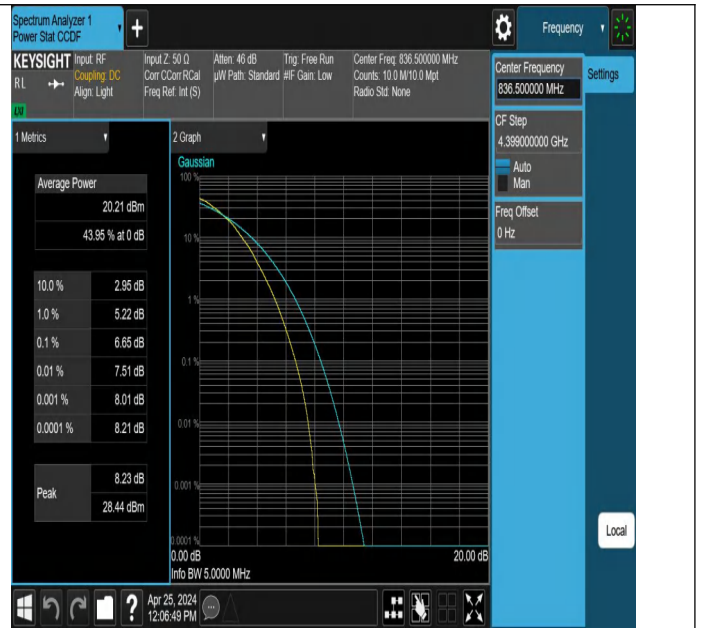 Spectrum Analyzer 1
Power Stat CCDF
Frequency
KEYSIGHT
RL
LXI
Input: RF
Coupling: DC
Align: Light
Input Z: 50 Ω
Corr CCorr RCal
Freq Ref: Int (S)
Atten: 46 dB
µW Path: Standard
Trig: Free Run
#IF Gain: Low
Center Freq: 836.500000 MHz
Counts: 10.0 M/10.0 Mpt
Radio Std: None
Center Frequency
836.500000 MHz
Settings
CF Step
4.399000000 GHz
Auto
Man
Freq Offset
0 Hz
Local
1 Metrics
Average Power
20.21 dBm
43.95 % at 0 dB
10.0 % 2.95 dB
1.0 % 5.22 dB
0.1 % 6.65 dB
0.01 % 7.51 dB
0.001 % 8.01 dB
0.0001 % 8.21 dB
Peak
8.23 dB
28.44 dBm
2 Graph
Gaussian
100 %
10 %
1 %
0.1 %
0.01 %
0.001 %
0.0001 %
0.00 dB 20.00 dB
Info BW 5.0000 MHz
?
Apr 25, 2024
12:06:49 PM